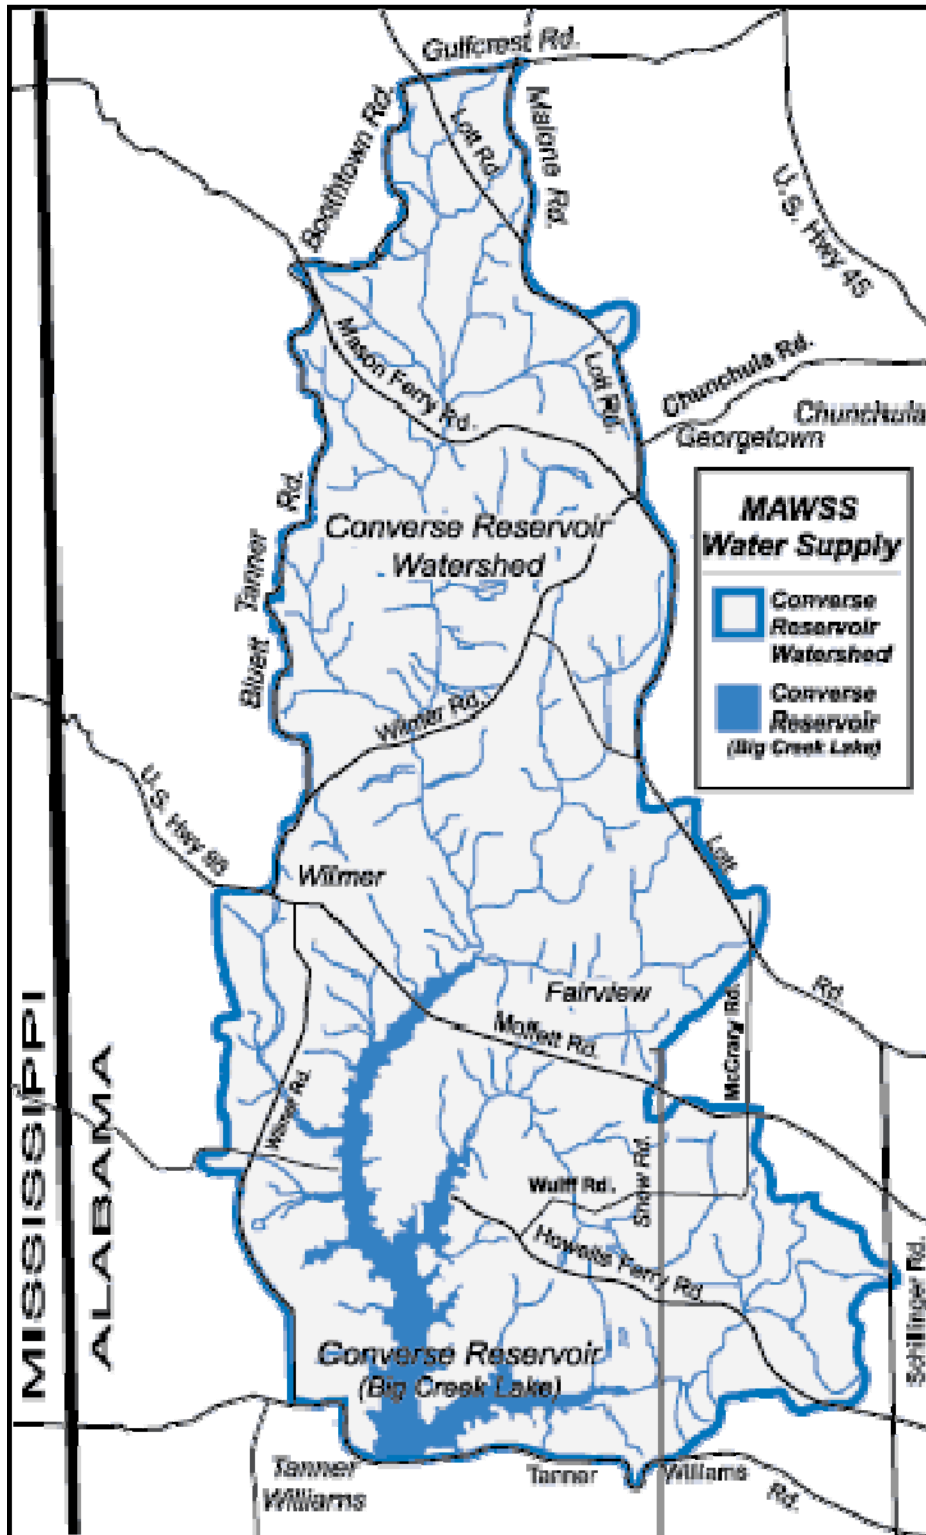 Gulfcrest Rd.
Boothtown Rd.
Lott Rd.
Malone Rd.
U.S. Hwy 45
Mason Ferry Rd.
Lott Rd.
Chunchula Rd.
Chunchula
Georgetown
MAWSS
Water Supply
Converse
Reservoir
Watershed
Converse
Reservoir
(Big Creek Lake)
Converse Reservoir
Watershed
Bluett Tanner Rd.
Wilmer Rd.
U.S. Hwy 98
Wilmer
Lott Rd.
Fairview
Moffett Rd.
McCrary Rd.
MISSISSIPPI
ALABAMA
Wilmer Rd.
Wulff Rd.
Snow Rd.
Howells Ferry Rd.
Schillinger Rd.
Converse Reservoir
(Big Creek Lake)
Tanner
Williams
Tanner Williams Rd.